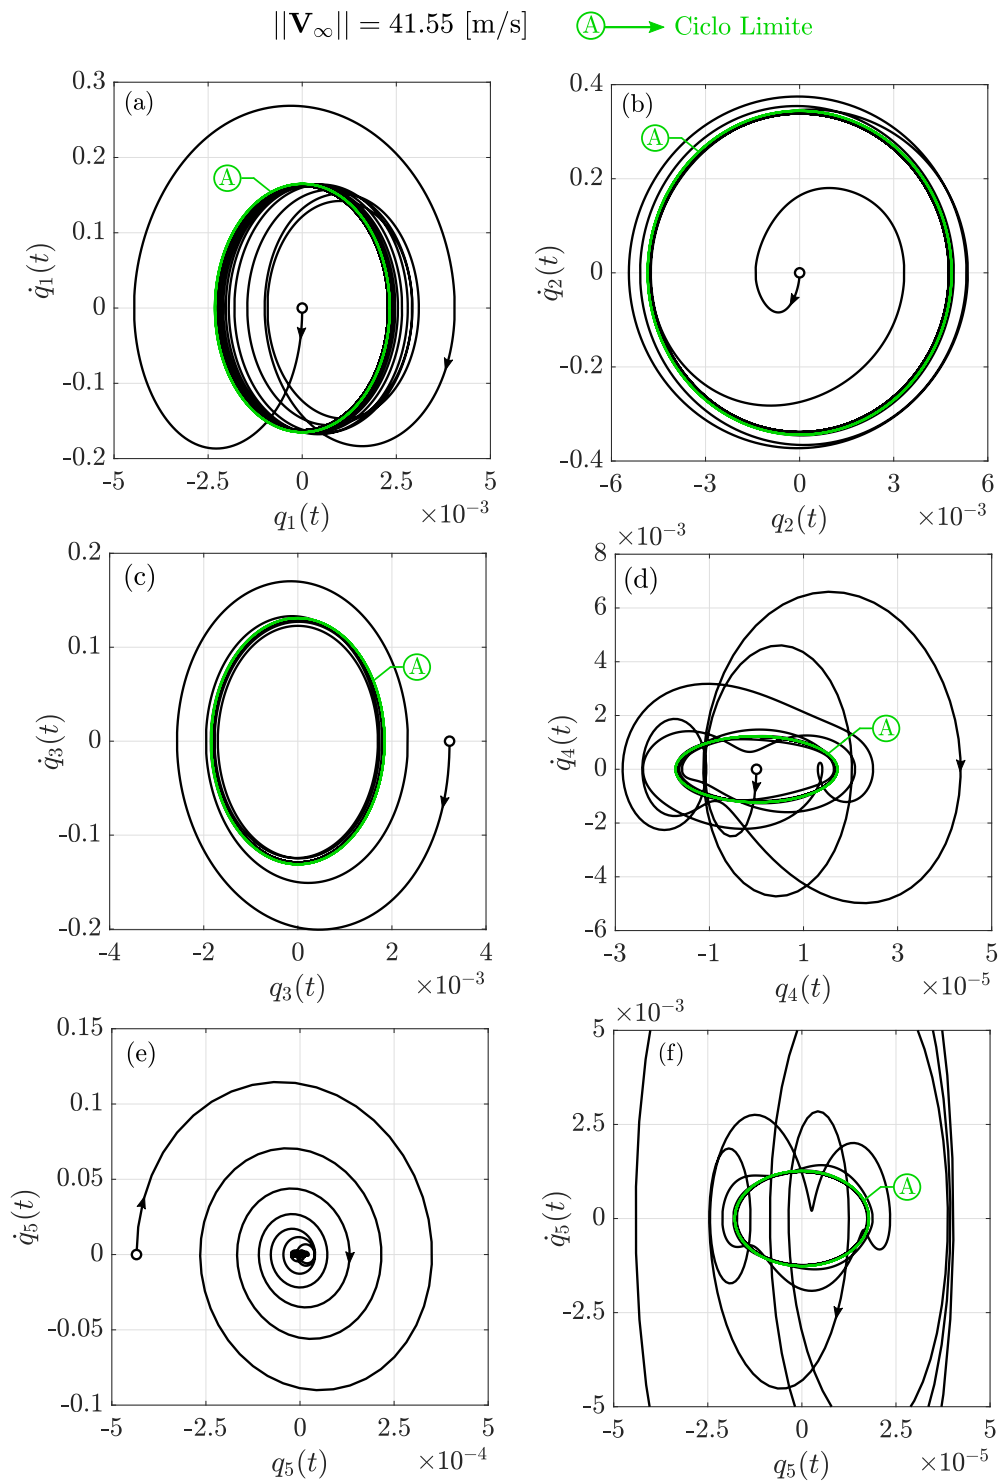 ||V∞|| = 41.55 [m/s] A Ciclo Limite
(a)
A
q̇1(t)
0.3
0.2
0.1
0
-0.1
-0.2
-5 -2.5 0 2.5 5
q1(t) ×10−3
(b)
A
q̇2(t)
0.4
0.2
0
-0.2
-0.4
-6 -3 0 3 6
q2(t) ×10−3
(c)
A
q̇3(t)
0.2
0.1
0
-0.1
-0.2
-4 -2 0 2 4
q3(t) ×10−3
×10−3
(d)
A
q̇4(t)
8
6
4
2
0
-2
-4
-6
-3 -1 1 3 5
q4(t) ×10−5
(e)
q̇5(t)
0.15
0.1
0.05
0
-0.05
-0.1
-5 -2.5 0 2.5 5
q5(t) ×10−4
×10−3
(f)
A
q̇5(t)
5
2.5
0
-2.5
-5
-5 -2.5 0 2.5 5
q5(t) ×10−5